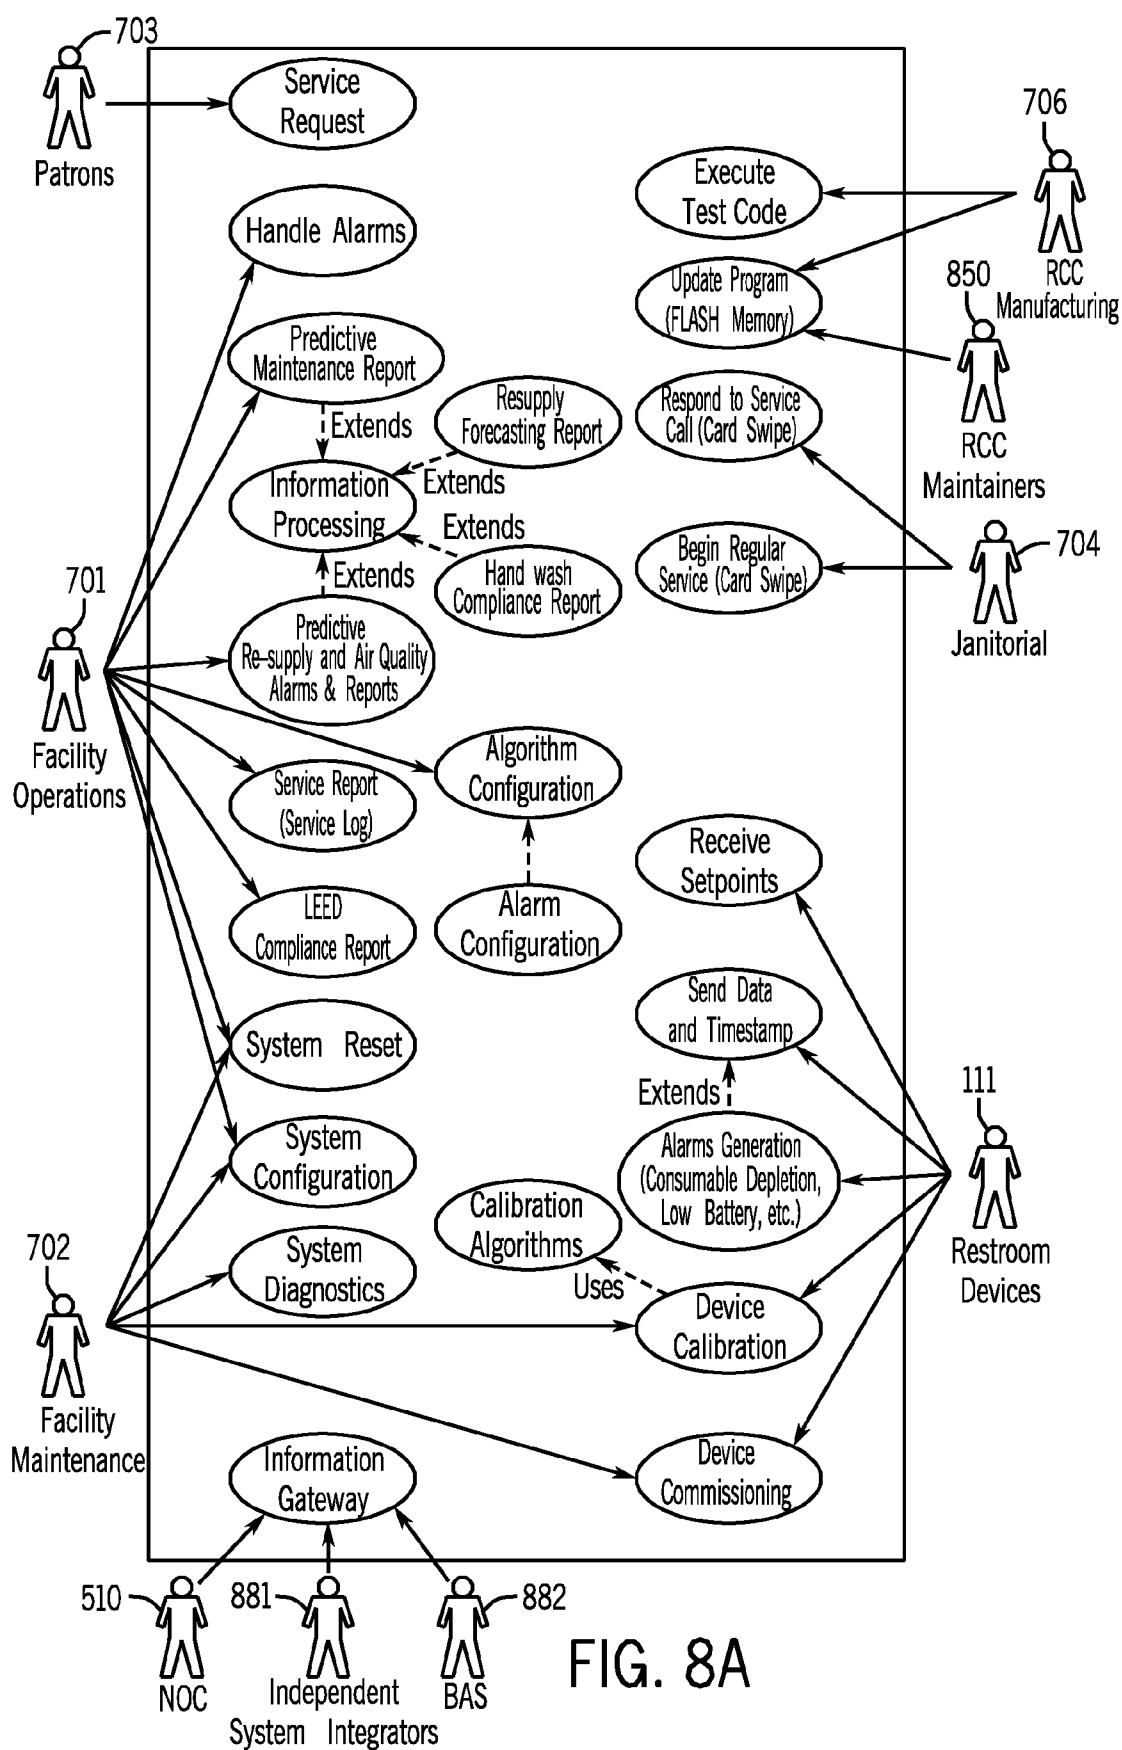 703
Patrons
Service
Request
706
RCC
Manufacturing
Execute
Test Code
Handle Alarms
Update Program
(FLASH Memory)
850
RCC
Maintainers
Predictive
Maintenance Report
Extends
Resupply
Forecasting Report
Extends
Respond to Service
Call (Card Swipe)
Information
Processing
Extends
Hand wash
Compliance Report
Begin Regular
Service (Card Swipe)
704
Janitorial
Extends
701
Facility
Operations
Predictive
Re-supply and Air Quality
Alarms & Reports
Algorithm
Configuration
Service Report
(Service Log)
Receive
Setpoints
LEED
Compliance Report
Alarm
Configuration
Send Data
and Timestamp
System Reset
Extends
111
Restroom
Devices
System
Configuration
Alarms Generation
(Consumable Depletion,
Low Battery, etc.)
Calibration
Algorithms
Uses
702
Facility
Maintenance
System
Diagnostics
Device
Calibration
Information
Gateway
Device
Commissioning
510
NOC
881
Independent
System Integrators
882
BAS
FIG. 8A